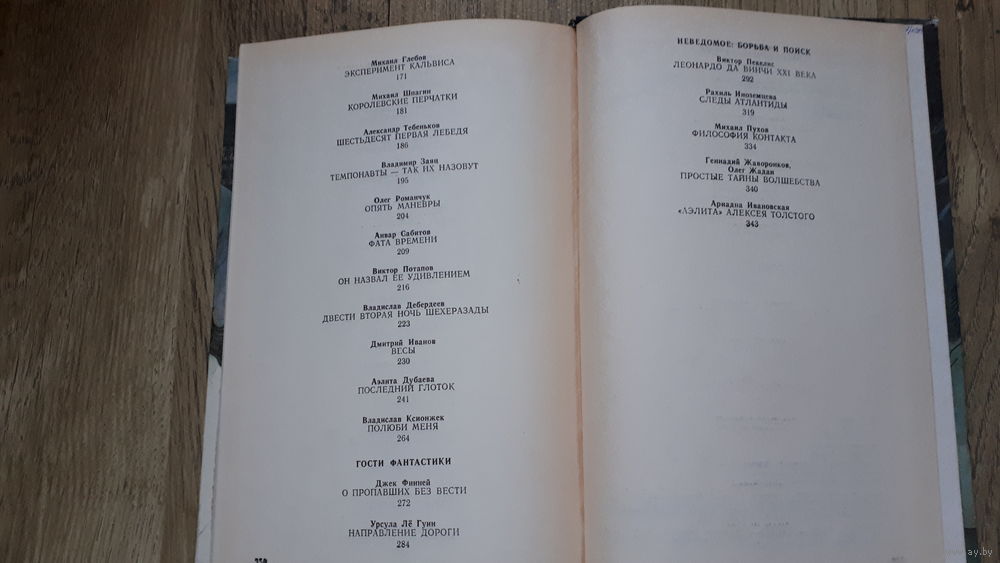 Михаил Глебов
ЭКСПЕРИМЕНТ КАЛЬВИСА
171
Михаил Шпагин
КОРОЛЕВСКИЕ ПЕРЧАТКИ
181
Александр Тебеньков
ШЕСТЬДЕСЯТ ПЕРВАЯ ЛЕБЕДЯ
186
Владимир Заяц
ТЕМПОНАВТЫ — ТАК ИХ НАЗОВУТ
195
Олег Романчук
ОПЯТЬ МАНЕВРЫ
204
Анвар Сабитов
ФАТА ВРЕМЕНИ
209
Виктор Потапов
ОН НАЗВАЛ ЕЕ УДИВЛЕНИЕМ
216
Владислав Дебердеев
ДВЕСТИ ВТОРАЯ НОЧЬ ШЕХЕРАЗАДЫ
223
Дмитрий Иванов
ВЕСЫ
230
Аэлита Дубаева
ПОСЛЕДНИЙ ГЛОТОК
241
Владислав Ксионжек
ПОЛЮБИ МЕНЯ
264
ГОСТИ ФАНТАСТИКИ
Джек Финней
О ПРОПАВШИХ БЕЗ ВЕСТИ
272
Урсула Лё Гуин
НАПРАВЛЕНИЕ ДОРОГИ
284
НЕВЕДОМОЕ: БОРЬБА И ПОИСК
Виктор Пекелис
ЛЕОНАРДО ДА ВИНЧИ XXI ВЕКА
292
Рахиль Иноземцева
СЛЕДЫ АТЛАНТИДЫ
319
Михаил Пухов
ФИЛОСОФИЯ КОНТАКТА
334
Геннадий Жаворонков,
Олег Жадан
ПРОСТЫЕ ТАЙНЫ ВОЛШЕБСТВА
340
Ариадна Ивановская
«АЭЛИТА» АЛЕКСЕЯ ТОЛСТОГО
343